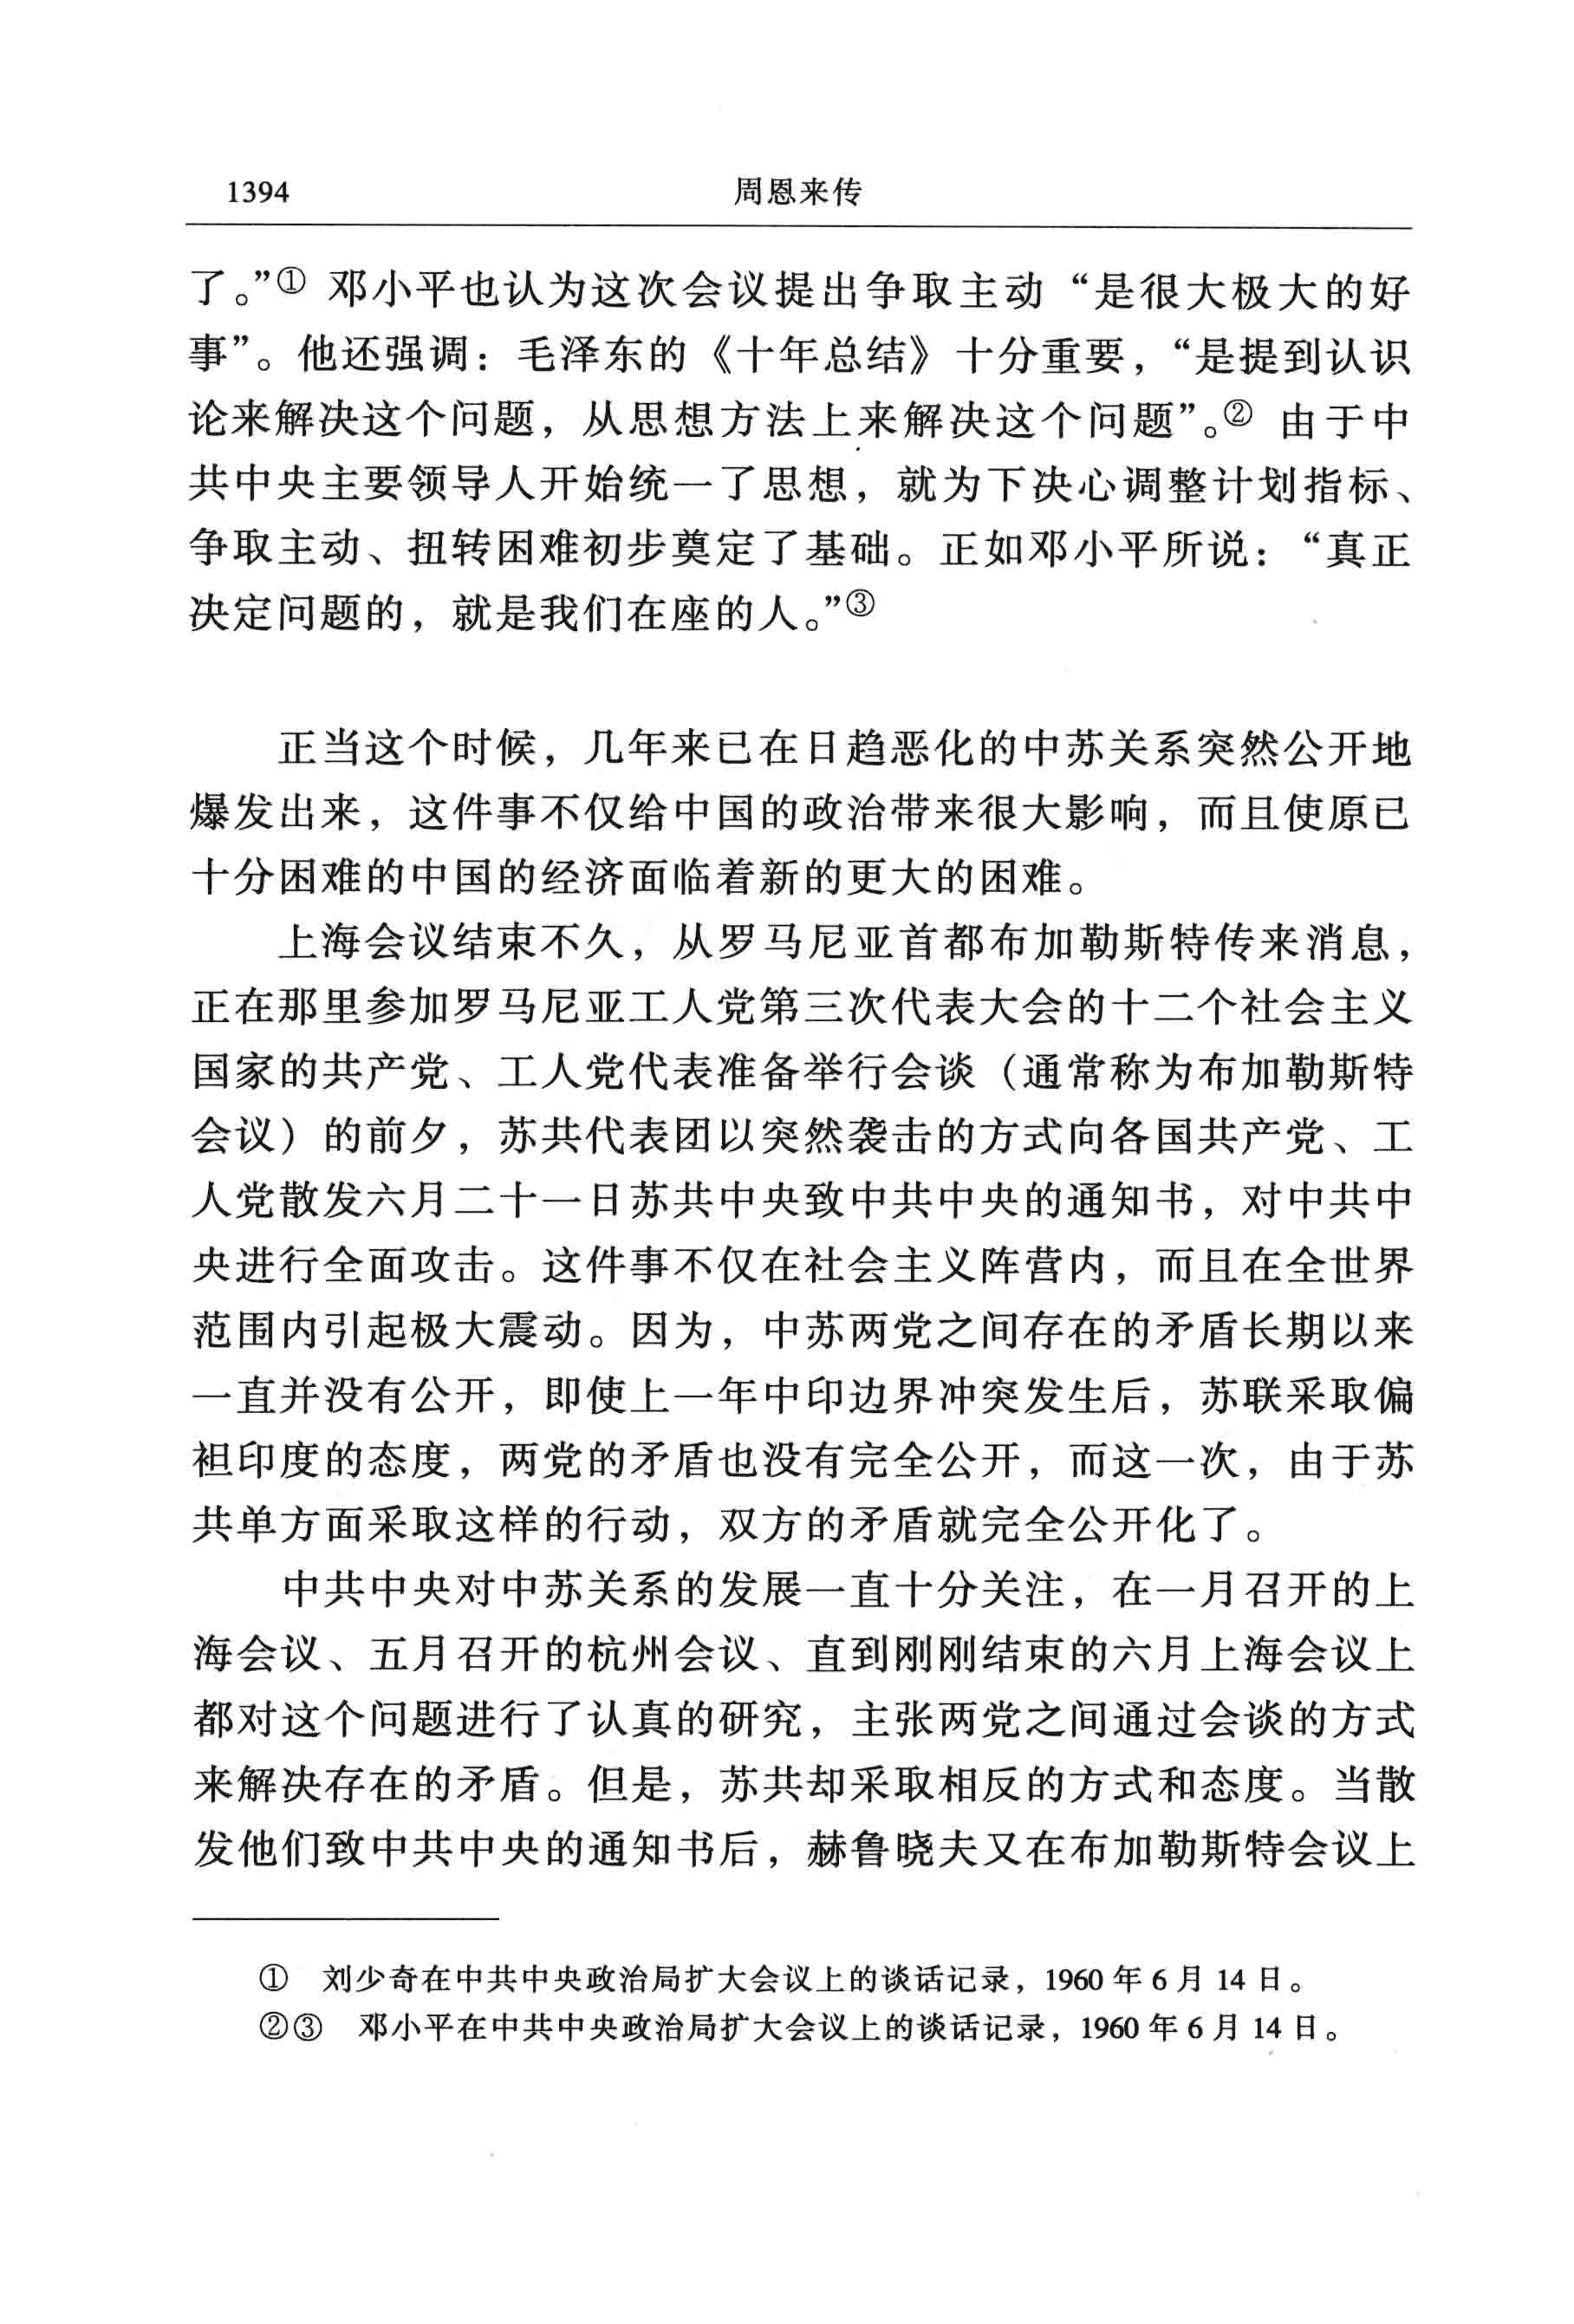 1394 周恩来传
了。”① 邓小平也认为这次会议提出争取主动“是很大极大的好
事”。他还强调：毛泽东的《十年总结》十分重要，“是提到认识
论来解决这个问题，从思想方法上来解决这个问题”。② 由于中
共中央主要领导人开始统一了思想，就为下决心调整计划指标、
争取主动、扭转困难初步奠定了基础。正如邓小平所说：“真正
决定问题的，就是我们在座的人。”③
正当这个时候，几年来已在日趋恶化的中苏关系突然公开地
爆发出来，这件事不仅给中国的政治带来很大影响，而且使原已
十分困难的中国的经济面临着新的更大的困难。
上海会议结束不久，从罗马尼亚首都布加勒斯特传来消息，
正在那里参加罗马尼亚工人党第三次代表大会的十二个社会主义
国家的共产党、工人党代表准备举行会谈（通常称为布加勒斯特
会议）的前夕，苏共代表团以突然袭击的方式向各国共产党、工
人党散发六月二十一日苏共中央致中共中央的通知书，对中共中
央进行全面攻击。这件事不仅在社会主义阵营内，而且在全世界
范围内引起极大震动。因为，中苏两党之间存在的矛盾长期以来
一直并没有公开，即使上一年中印边界冲突发生后，苏联采取偏
袒印度的态度，两党的矛盾也没有完全公开，而这一次，由于苏
共单方面采取这样的行动，双方的矛盾就完全公开化了。
中共中央对中苏关系的发展一直十分关注，在一月召开的上
海会议、五月召开的杭州会议、直到刚刚结束的六月上海会议上
都对这个问题进行了认真的研究，主张两党之间通过会谈的方式
来解决存在的矛盾。但是，苏共却采取相反的方式和态度。当散
发他们致中共中央的通知书后，赫鲁晓夫又在布加勒斯特会议上
① 刘少奇在中共中央政治局扩大会议上的谈话记录，1960 年 6 月 14 日。
②③ 邓小平在中共中央政治局扩大会议上的谈话记录，1960 年 6 月 14 日。